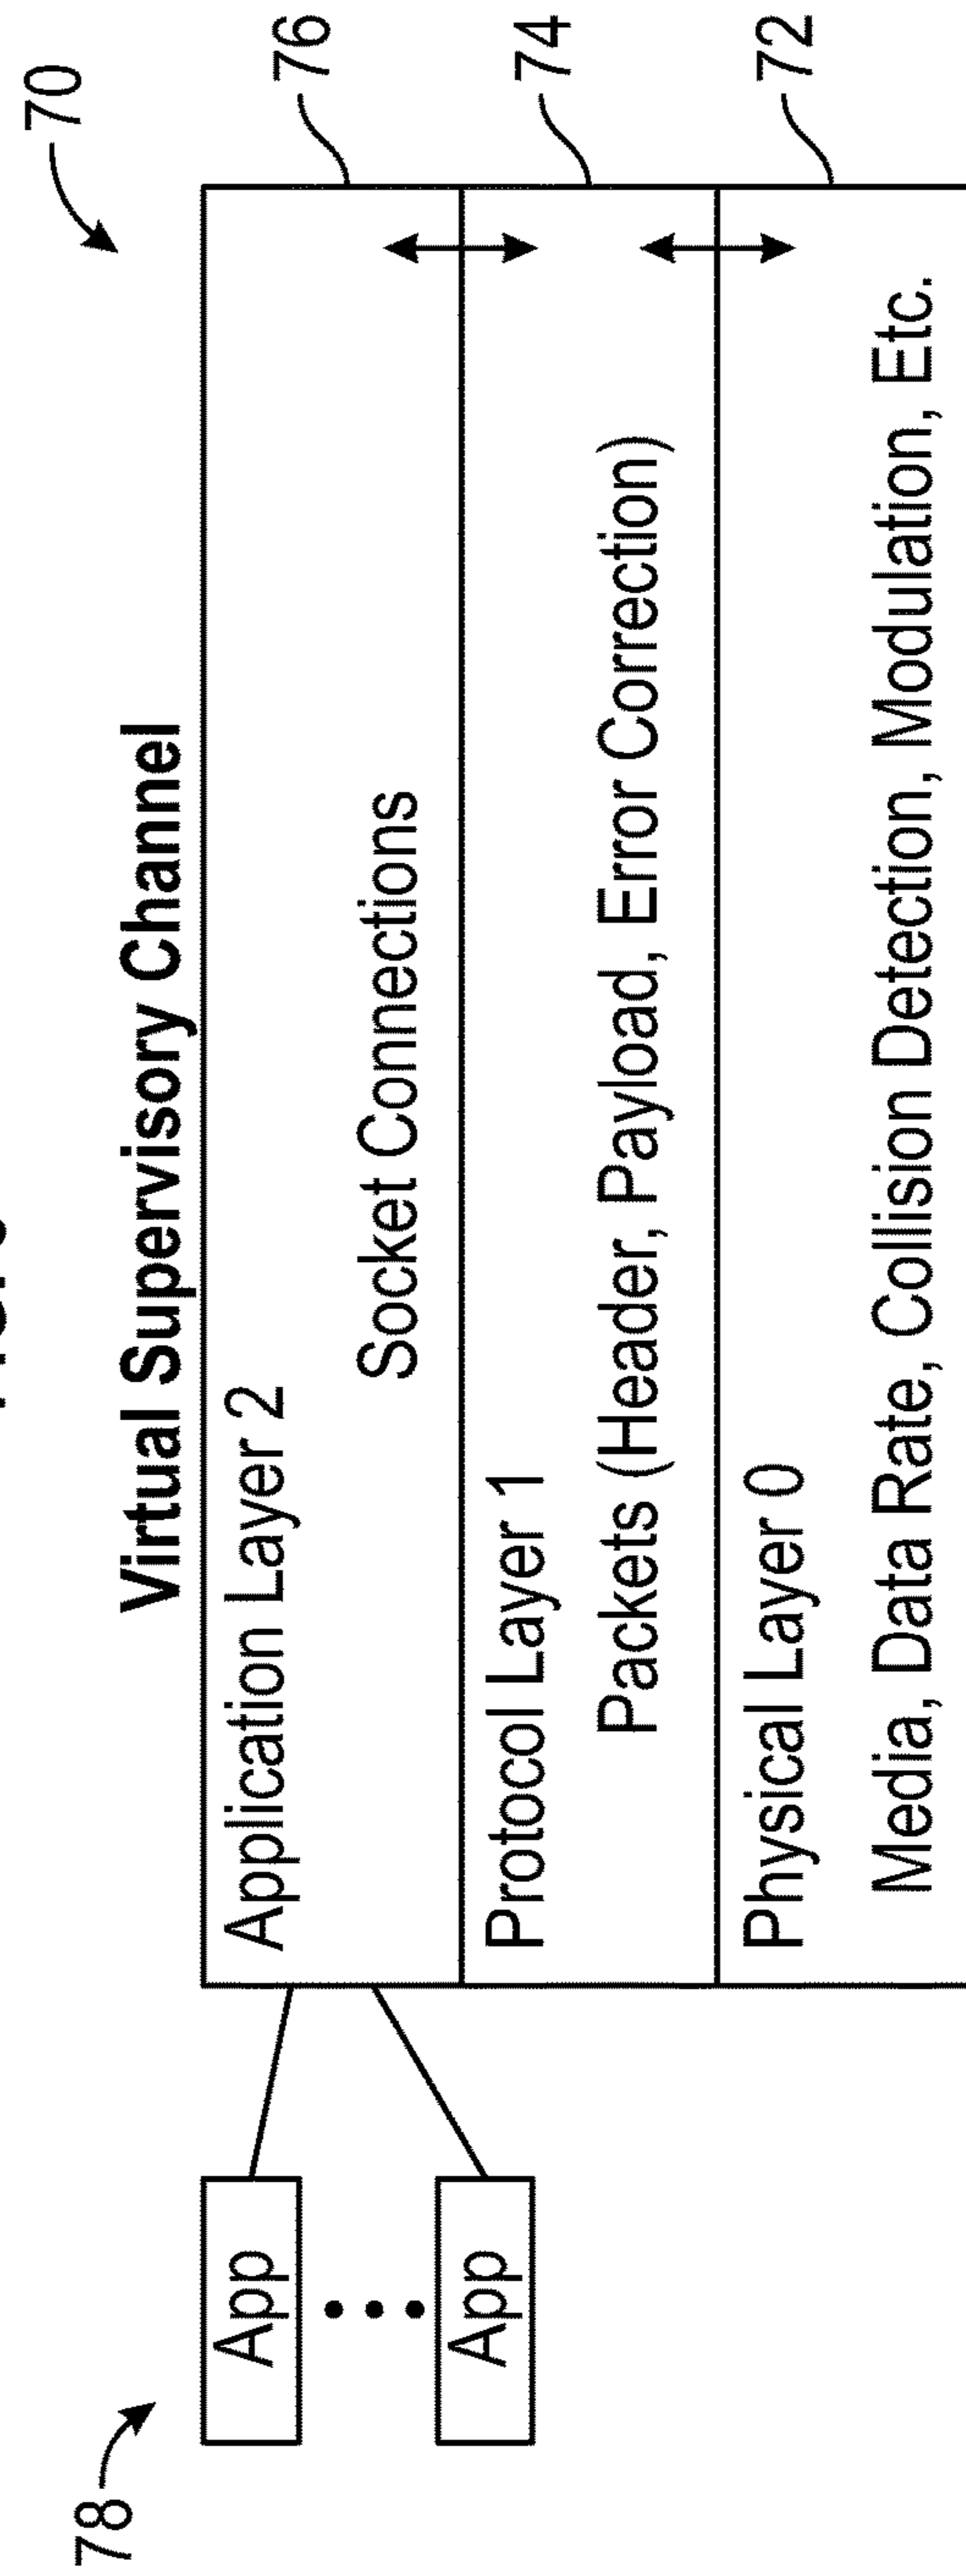 70
Virtual Supervisory Channel
78
App
App
Application Layer 2
Socket Connections
76
Protocol Layer 1
Packets (Header, Payload, Error Correction)
74
Physical Layer 0
Media, Data Rate, Collision Detection, Modulation, Etc.
72